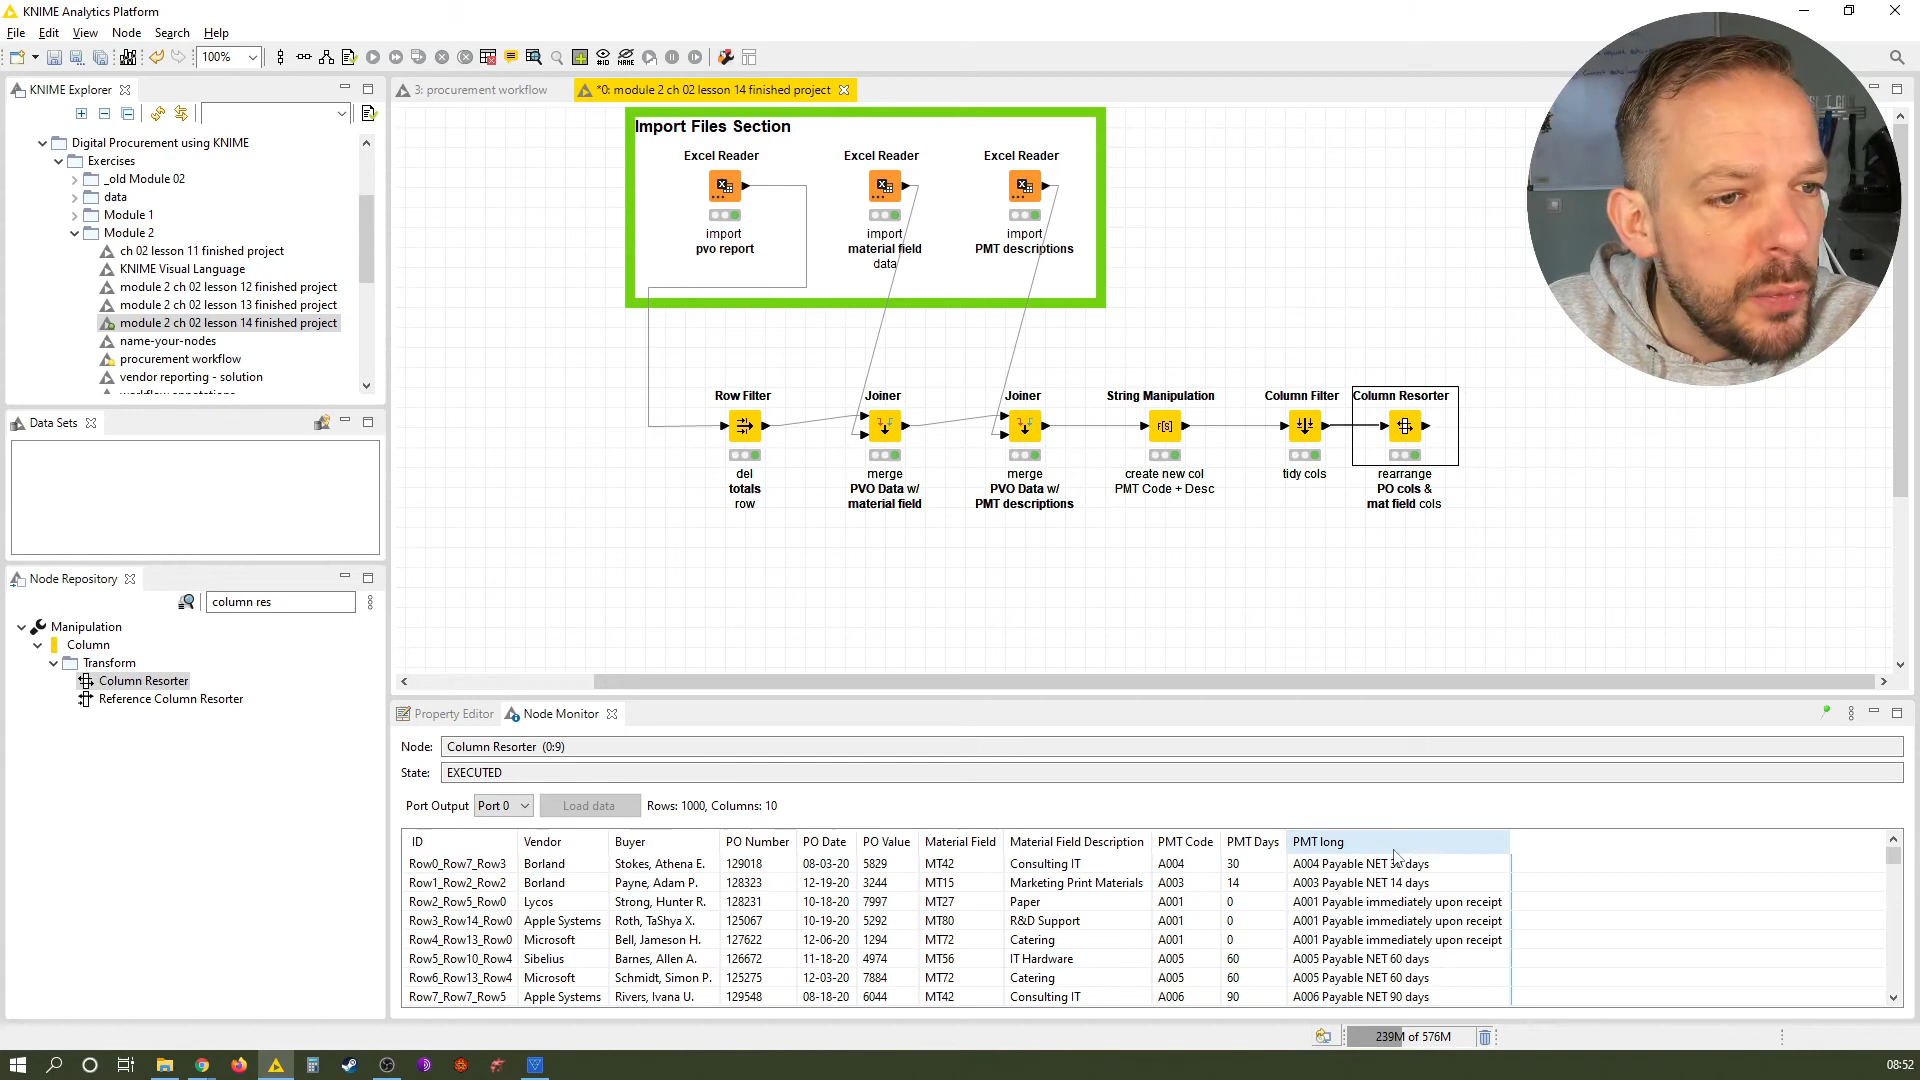 KNIME Analytics Platform
File Edit View Node Search Help
100%
KNIME Explorer
3: procurement workflow
*0: module 2 ch 02 lesson 14 finished project
Digital Procurement using KNIME
Exercises
_old Module 02
data
Module 1
Module 2
ch 02 lesson 11 finished project
KNIME Visual Language
module 2 ch 02 lesson 12 finished project
module 2 ch 02 lesson 13 finished project
module 2 ch 02 lesson 14 finished project
name-your-nodes
procurement workflow
vendor reporting - solution
Import Files Section
Excel Reader Excel Reader Excel Reader
import import import
pvo report material field PMT descriptions
data
Row Filter Joiner Joiner String Manipulation Column Filter Column Resorter
del merge merge create new col tidy cols rearrange
totals PVO Data w/ PVO Data w/ PMT Code + Desc PO cols &
row material field PMT descriptions mat field cols
Data Sets
Node Repository
column res
Manipulation
Column
Transform
Column Resorter
Reference Column Resorter
Property Editor Node Monitor
Node: Column Resorter (0:9)
State: EXECUTED
Port Output Port 0 Load data Rows: 1000, Columns: 10
ID Vendor Buyer PO Number PO Date PO Value Material Field Material Field Description PMT Code PMT Days PMT long
Row0_Row7_Row3 Borland Stokes, Athena E. 129018 08-03-20 5829 MT42 Consulting IT A004 30 A004 Payable NET 30 days
Row1_Row2_Row2 Borland Payne, Adam P. 128323 12-19-20 3244 MT15 Marketing Print Materials A003 14 A003 Payable NET 14 days
Row2_Row5_Row0 Lycos Strong, Hunter R. 128231 10-18-20 7997 MT27 Paper A001 0 A001 Payable immediately upon receipt
Row3_Row14_Row0 Apple Systems Roth, TaShya X. 125067 10-19-20 5292 MT80 R&D Support A001 0 A001 Payable immediately upon receipt
Row4_Row13_Row0 Microsoft Bell, Jameson H. 127622 12-06-20 1294 MT72 Catering A001 0 A001 Payable immediately upon receipt
Row5_Row10_Row4 Sibelius Barnes, Allen A. 126672 11-18-20 4974 MT56 IT Hardware A005 60 A005 Payable NET 60 days
Row6_Row13_Row4 Microsoft Schmidt, Simon P. 125275 12-03-20 7884 MT72 Catering A005 60 A005 Payable NET 60 days
Row7_Row7_Row5 Apple Systems Rivers, Ivana U. 129548 08-18-20 6044 MT42 Consulting IT A006 90 A006 Payable NET 90 days
239M of 576M
08:52